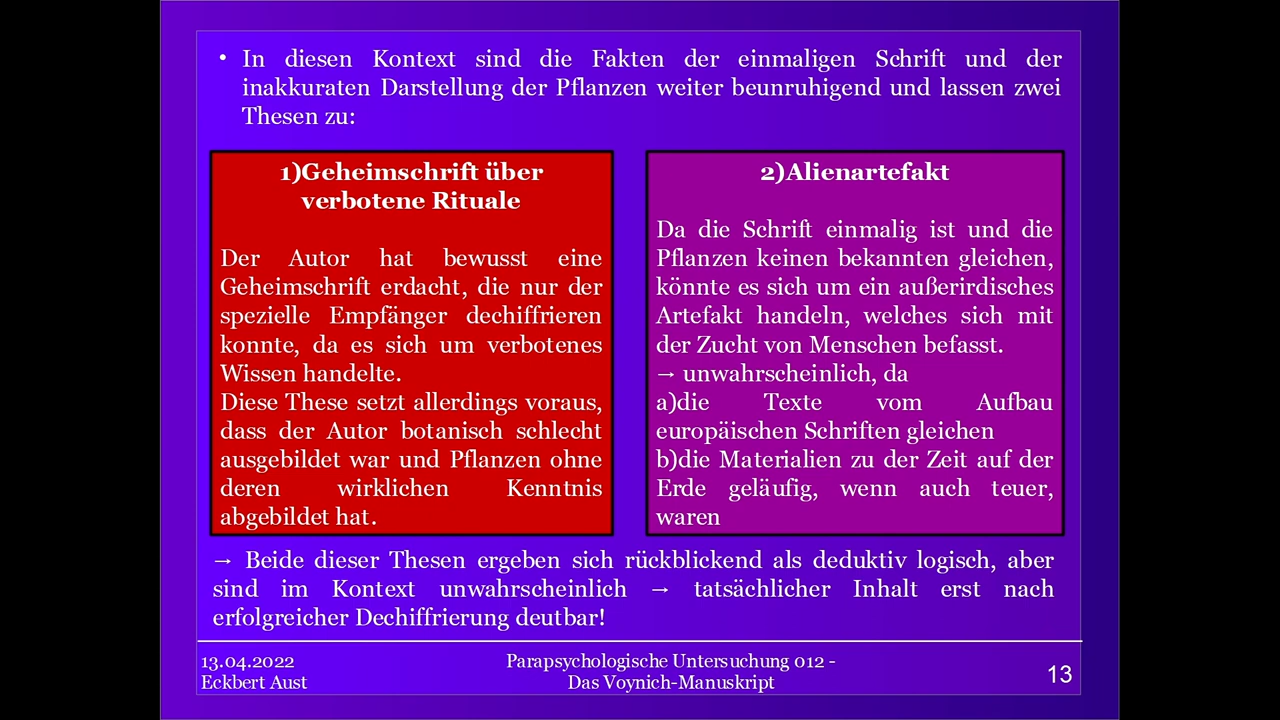 • In diesen Kontext sind die Fakten der einmaligen Schrift und der
inakkuraten Darstellung der Pflanzen weiter beunruhigend und lassen zwei
Thesen zu:
1)Geheimschrift über
verbotene Rituale
Der Autor hat bewusst eine
Geheimschrift erdacht, die nur der
spezielle Empfänger dechiffrieren
konnte, da es sich um verbotenes
Wissen handelte.
Diese These setzt allerdings voraus,
dass der Autor botanisch schlecht
ausgebildet war und Pflanzen ohne
deren wirklichen Kenntnis
abgebildet hat.
2)Alienartefakt
Da die Schrift einmalig ist und die
Pflanzen keinen bekannten gleichen,
könnte es sich um ein außerirdisches
Artefakt handeln, welches sich mit
der Zucht von Menschen befasst.
→ unwahrscheinlich, da
a)die Texte vom Aufbau
europäischen Schriften gleichen
b)die Materialien zu der Zeit auf der
Erde geläufig, wenn auch teuer,
waren
→ Beide dieser Thesen ergeben sich rückblickend als deduktiv logisch, aber
sind im Kontext unwahrscheinlich → tatsächlicher Inhalt erst nach
erfolgreicher Dechiffrierung deutbar!
13.04.2022
Eckbert Aust
Parapsychologische Untersuchung 012 -
Das Voynich-Manuskript
13